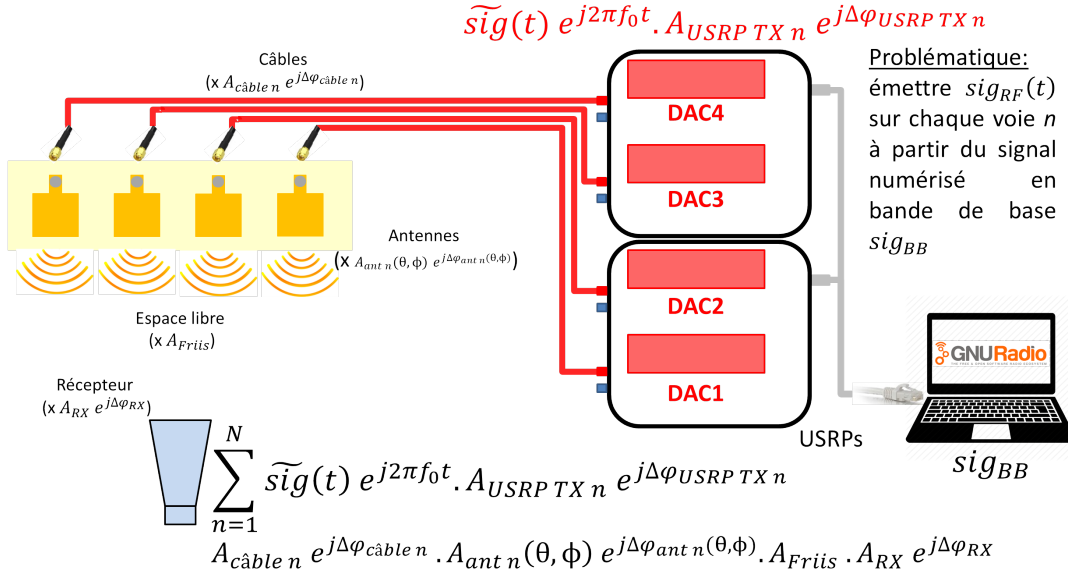 s͠ig(t) e^{j2πf₀t}. A_{USRP TX n} e^{jΔφ_{USRP TX n}}
Problématique:
émettre sig_{RF}(t)
sur chaque voie n
à partir du signal
numérisé en
bande de base
sig_{BB}
Câbles
(x A_{câble n} e^{jΔφ_{câble n}})
DAC4
DAC3
Antennes
(x A_{ant n}(θ,ϕ) e^{jΔφ_{ant n}(θ,ϕ)})
DAC2
Espace libre
(x A_{Friis})
GNURadio
DAC1
Récepteur
(x A_{RX} e^{jΔφ_{RX}})
USRPs
sig_{BB}
∑_{n=1}^{N} s͠ig(t) e^{j2πf₀t}. A_{USRP TX n} e^{jΔφ_{USRP TX n}}
A_{câble n} e^{jΔφ_{câble n}}. A_{ant n}(θ,ϕ) e^{jΔφ_{ant n}(θ,ϕ)}. A_{Friis} . A_{RX} e^{jΔφ_{RX}}